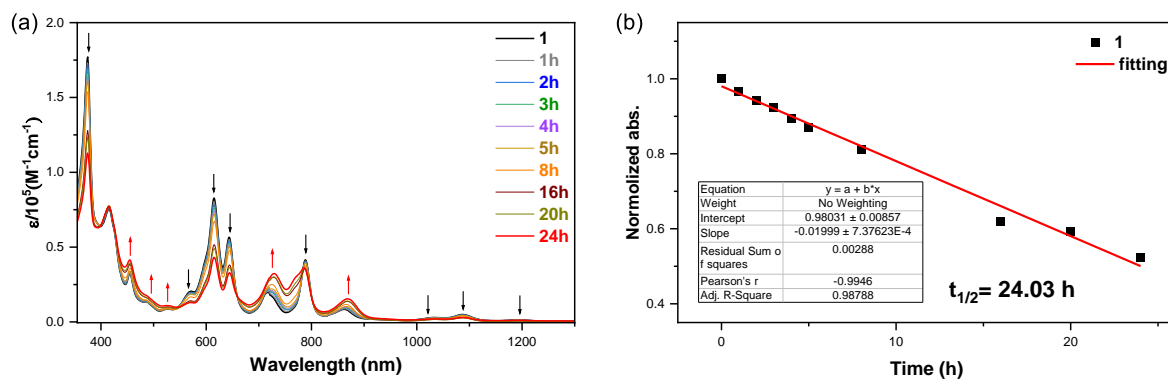 (a)
2.0
1.5
1.0
0.5
0.0
ε/10⁵(M⁻¹cm⁻¹)
400 600 800 1000 1200
Wavelength (nm)
1
1h
2h
3h
4h
5h
8h
16h
20h
24h
(b)
1.0
0.8
0.6
0.4
Normolized abs.
0 10 20
Time (h)
1
fitting
Equation y = a + b*x
Weight No Weighting
Intercept 0.98031 ± 0.00857
Slope -0.01999 ± 7.37623E-4
Residual Sum o
f squares 0.00288
Pearson's r -0.9946
Adj. R-Square 0.98788
t₁/₂= 24.03 h